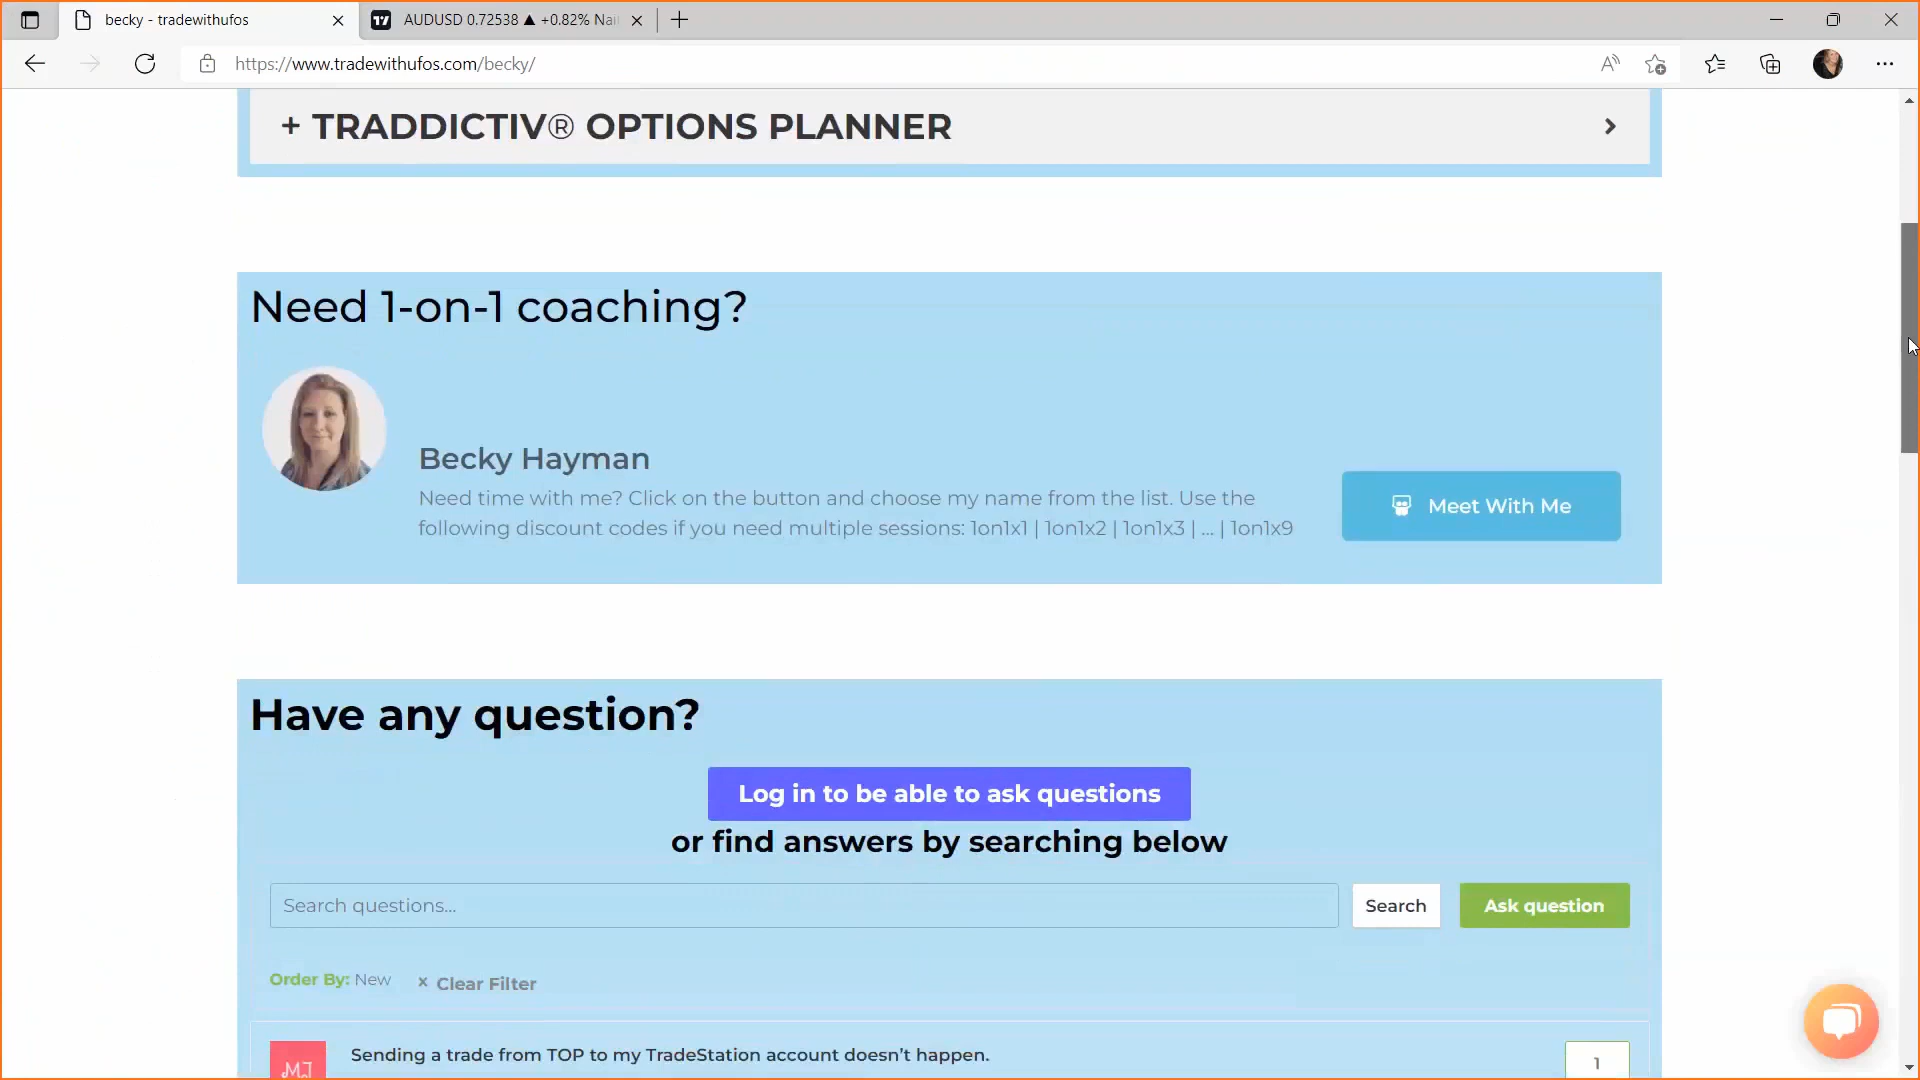 becky - tradewithufos
AUDUSD 0.72538 ▲ +0.82% Na
https://www.tradewithufos.com/becky/
+ TRADDICTIV® OPTIONS PLANNER
Need 1-on-1 coaching?
Becky Hayman
Need time with me? Click on the button and choose my name from the list. Use the
following discount codes if you need multiple sessions: 1on1x1 | 1on1x2 | 1on1x3 | ... | 1on1x9
Meet With Me
Have any question?
Log in to be able to ask questions
or find answers by searching below
Search questions...
Search
Ask question
Order By: New
× Clear Filter
MJ
Sending a trade from TOP to my TradeStation account doesn't happen.
1